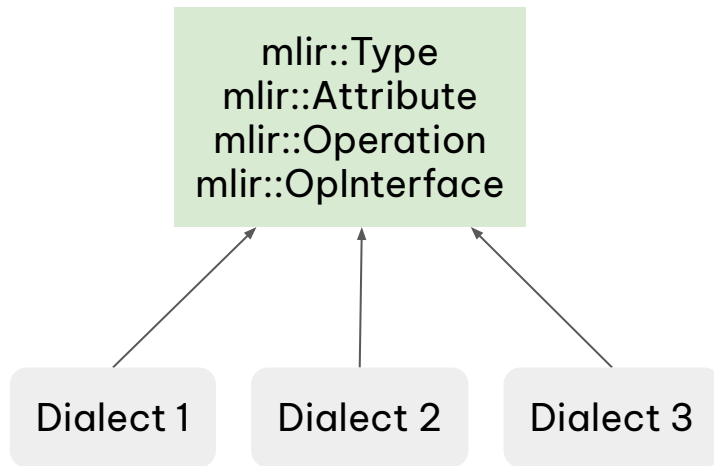 mlir::Type
mlir::Attribute
mlir::Operation
mlir::OpInterface
Dialect 1
Dialect 2
Dialect 3